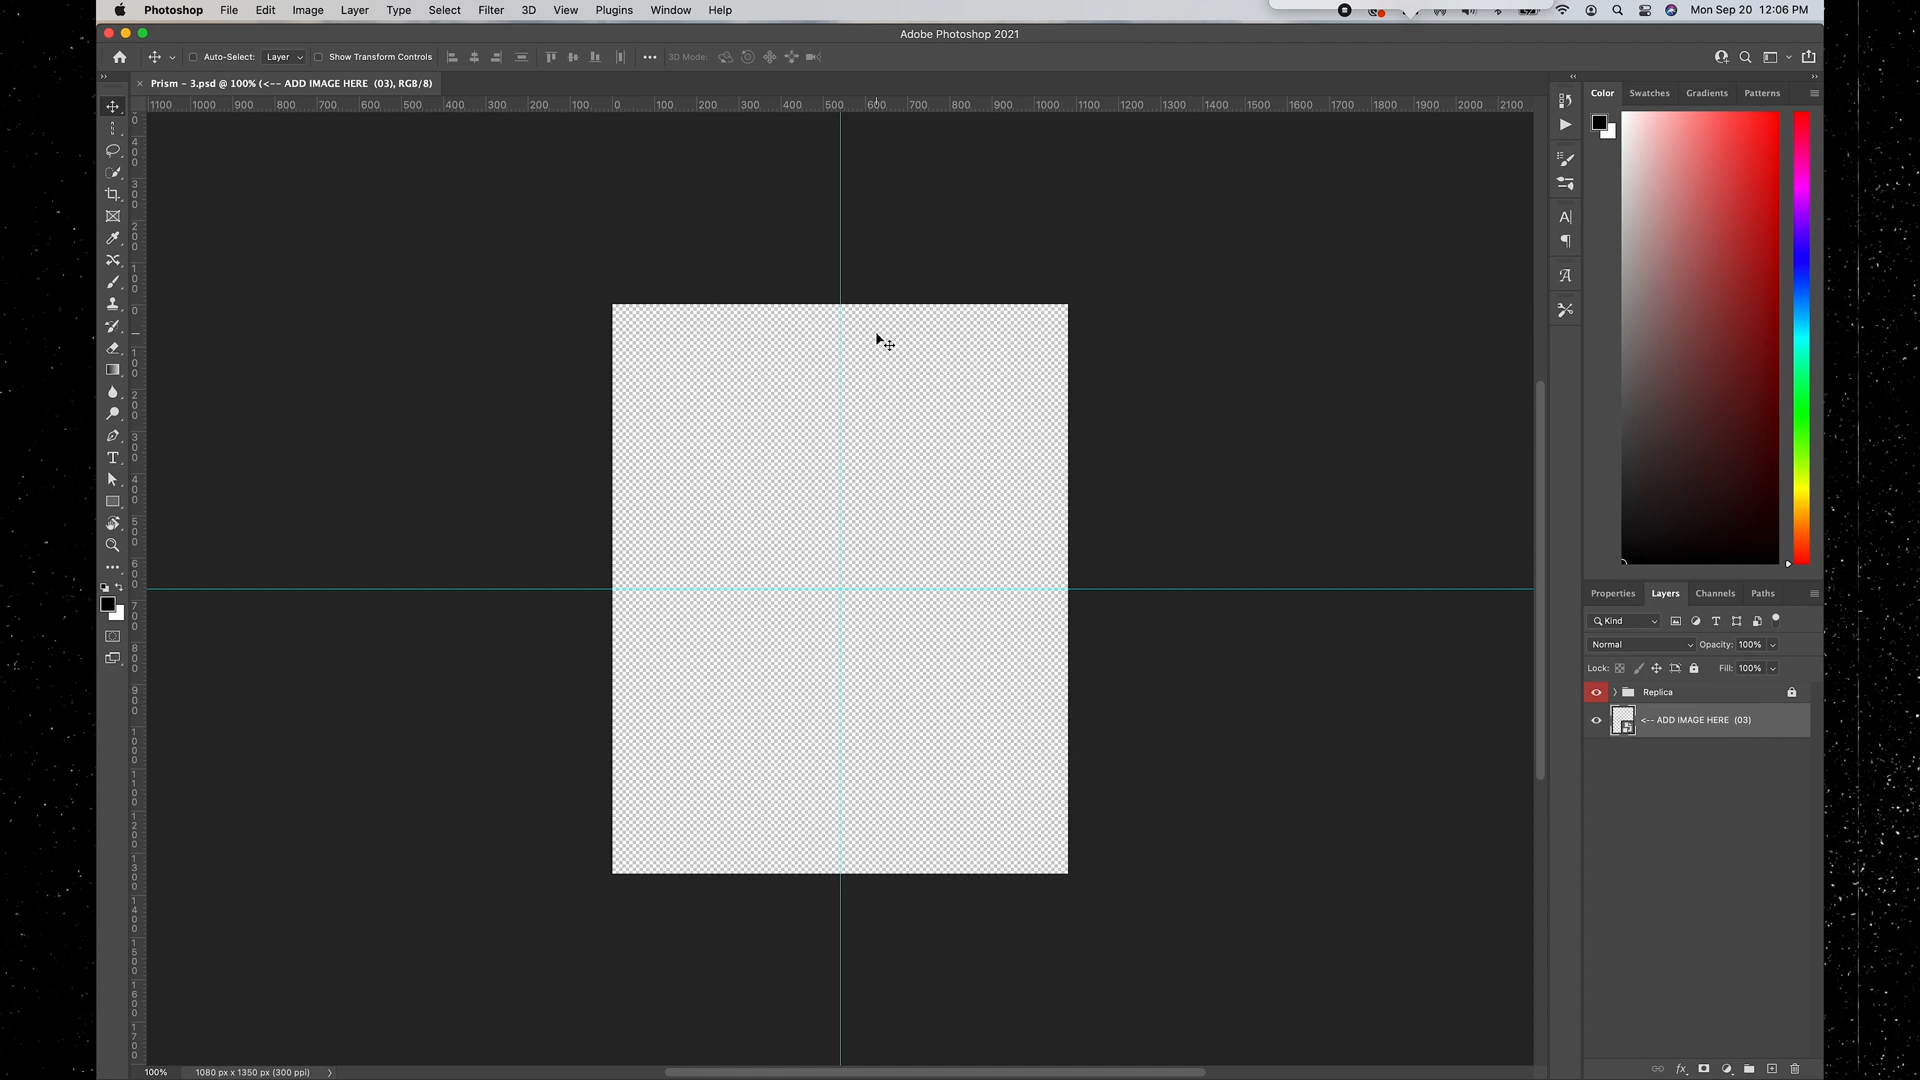 Photoshop File Edit Image Layer Type Select Filter 3D View Plugins Window Help Mon Sep 20 12:06 PM
Adobe Photoshop 2021
Auto-Select: Layer Show Transform Controls 3D Mode:
Prism - 3.psd @ 100% (<-- ADD IMAGE HERE (03), RGB/8)
1100 1000 900 800 700 600 500 400 300 200 100 0 100 200 300 400 500 600 700 800 900 1000 1100 1200 1300 1400 1500 1600 1700 1800 1900 2000 2100
Color Swatches Gradients Patterns
Properties Layers Channels Paths
Kind
Normal Opacity: 100%
Lock: Fill: 100%
Replica
<-- ADD IMAGE HERE (03)
100% 1080 px x 1350 px (300 ppi)